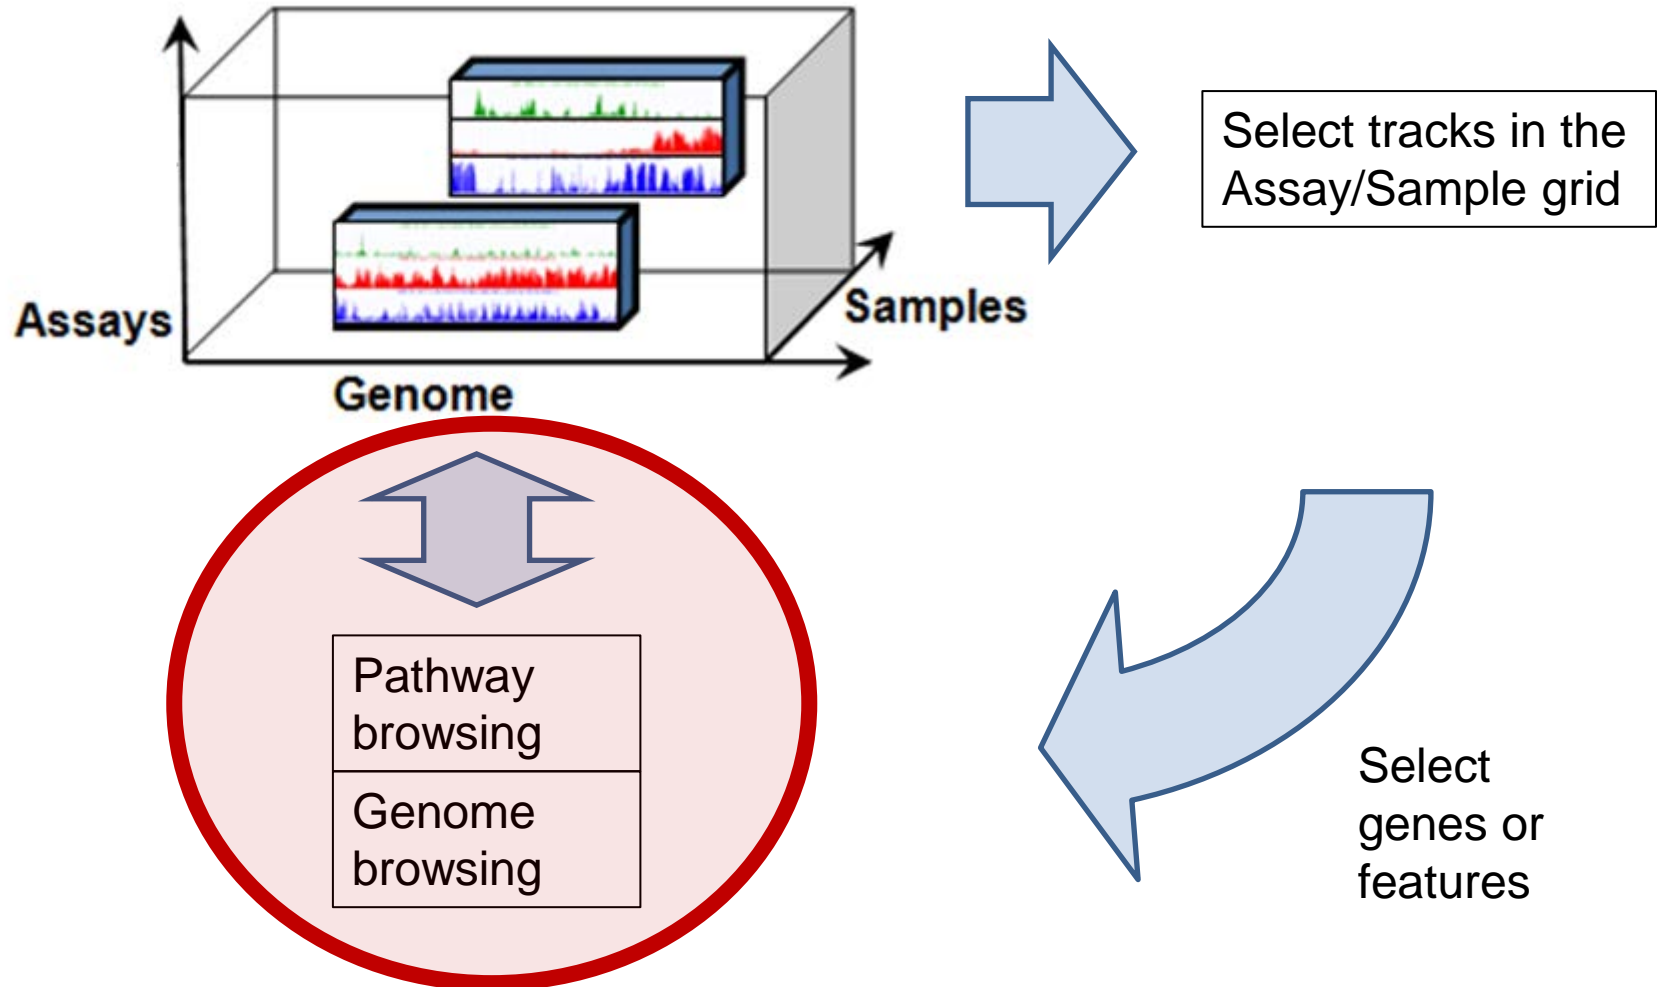 Select tracks in the
Assay/Sample grid
Assays
Samples
Genome
Pathway
browsing
Genome
browsing
Select
genes or
features